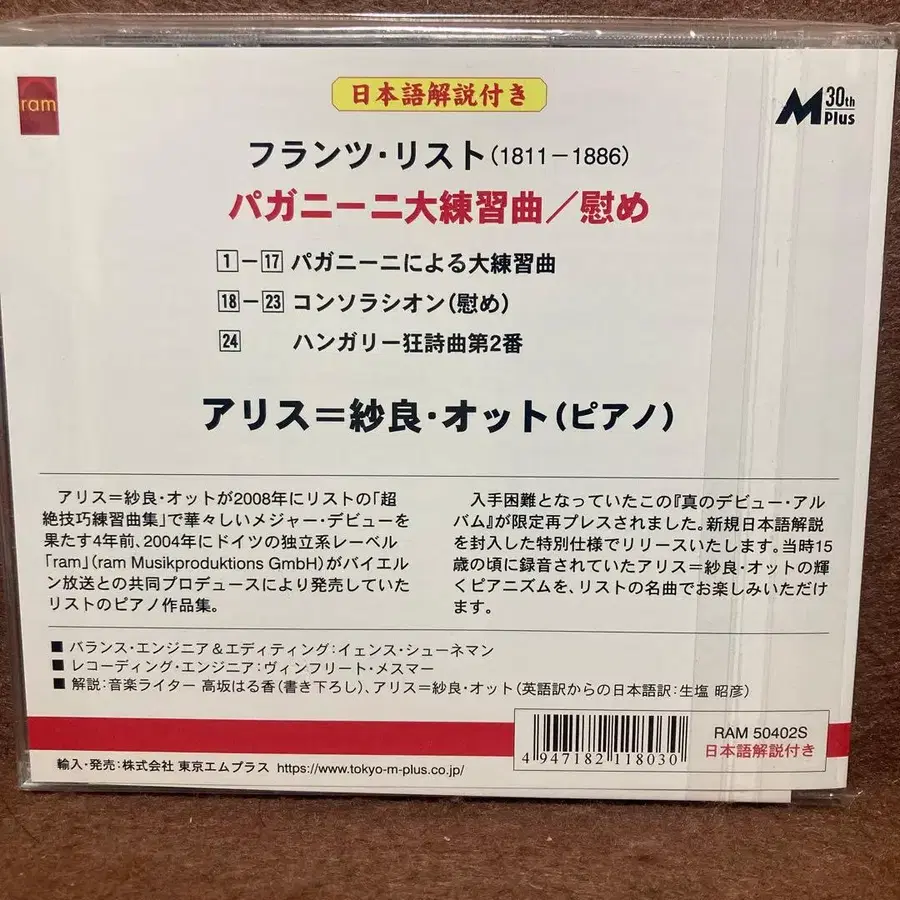 ram
日本語解説付き
M Plus 30th
フランツ・リスト(1811－1886)
パガニーニ大練習曲／慰め
1－17 パガニーニによる大練習曲
18－23 コンソラシオン(慰め)
24 ハンガリー狂詩曲第2番
アリス＝紗良・オット(ピアノ)
アリス＝紗良・オットが2008年にリストの「超
絶技巧練習曲集」で華々しいメジャー・デビューを
果たす4年前、2004年にドイツの独立系レーベル
「ram」(ram Musikproduktions GmbH)がバイエル
ン放送との共同プロデュースにより発売していた
リストのピアノ作品集。
入手困難となっていたこの『真のデビュー・アル
バム』が限定再プレスされました。新規日本語解説
を封入した特別仕様でリリースいたします。当時15
歳の頃に録音されていたアリス＝紗良・オットの輝
くピアニズムを、リストの名曲でお楽しみいただけ
ます。
■ バランス・エンジニア＆エディティング：イェンス・シューネマン
■ レコーディング・エンジニア：ヴィンフリート・メスマー
■ 解説：音楽ライター 高坂はる香(書き下ろし)、アリス＝紗良・オット(英語訳からの日本語訳：生塩 昭彦)
4 947182 118030
RAM 50402S
日本語解説付き
輸入・発売：株式会社 東京エムプラス https://www.tokyo-m-plus.co.jp/